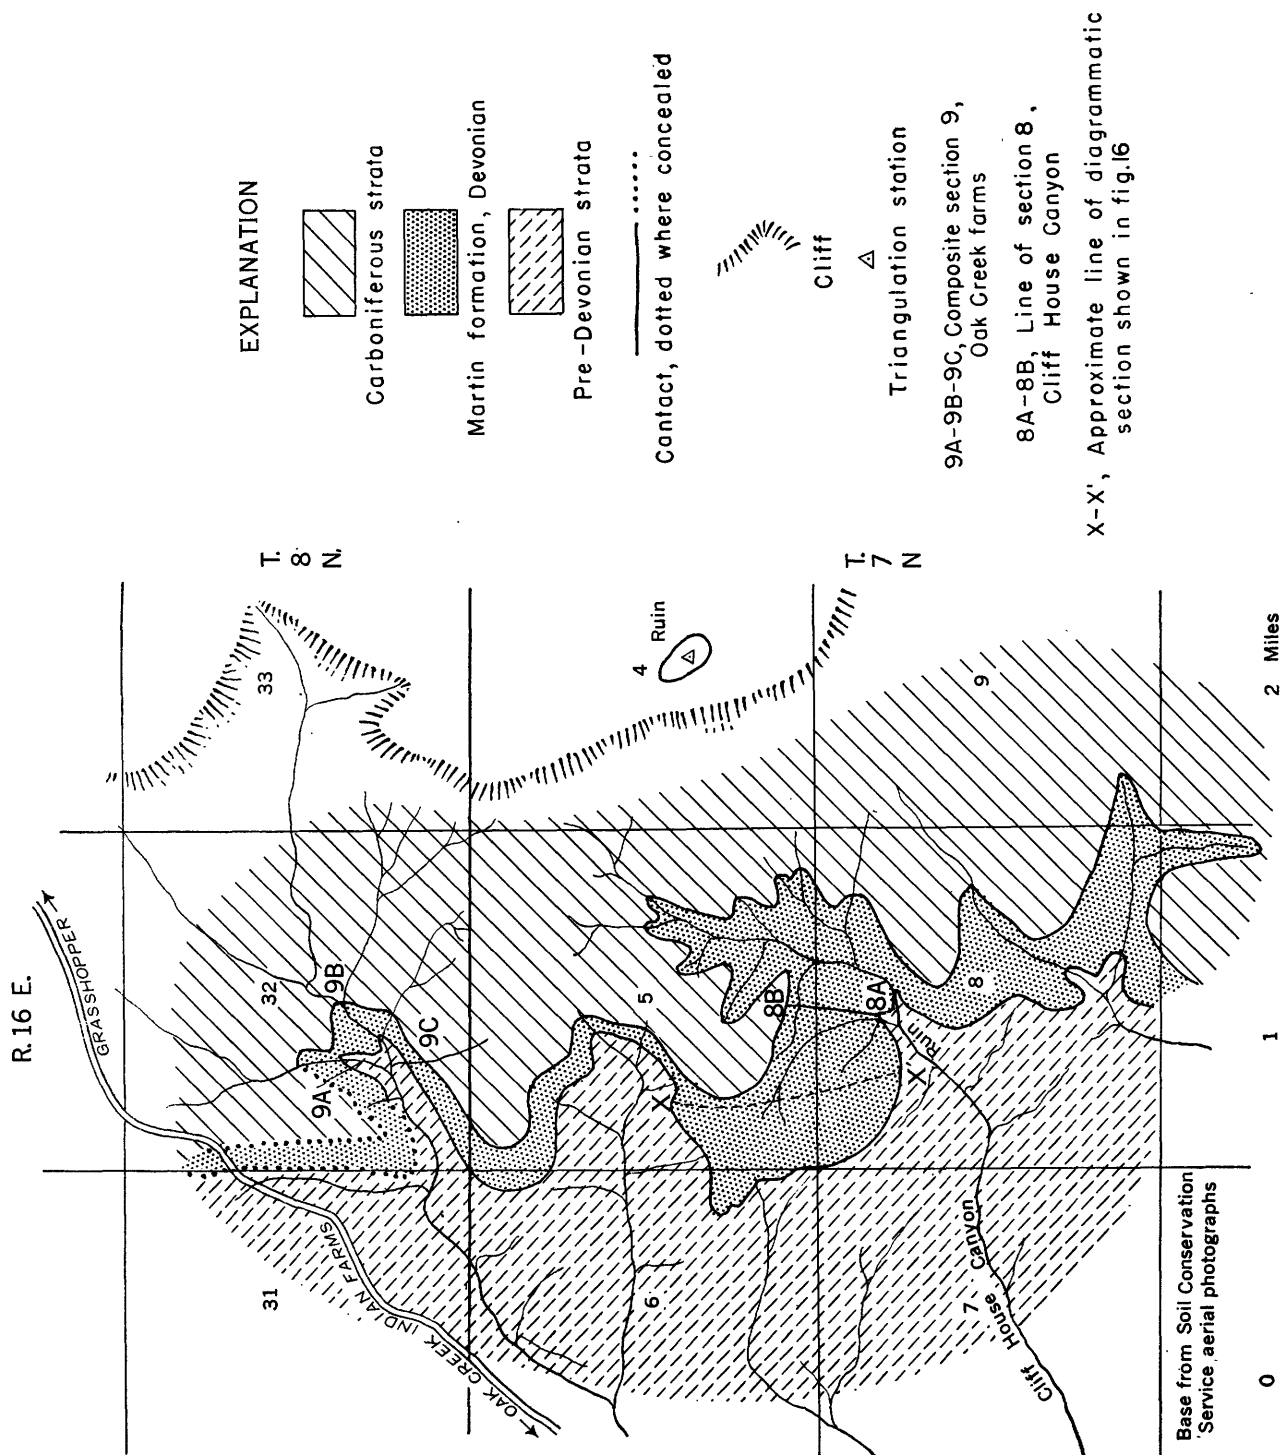 R. 16 E.
GRASSHOPPER
OAK CREEK INDIAN FARMS
31
32
33
T.
8
N.
9A
9B
9C
6
5
4
Ruin
X
8B
8A
X'
Ruin
T.
7
N
7
8
9
Cliff House Canyon
Base from Soil Conservation
Service aerial photographs
0
1
2 Miles
EXPLANATION
Carboniferous strata
Martin formation, Devonian
Pre-Devonian strata
Cantact, dotted where concealed
Cliff
Triangulation station
9A-9B-9C, Composite section 9,
Oak Creek farms
8A-8B, Line of section 8,
Cliff House Canyon
X-X', Approximate line of diagrammatic
section shown in fig.16